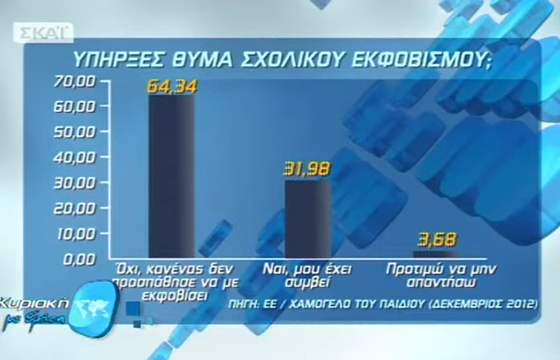 ΣΚΑΪ
ΥΠΗΡΞΕΣ ΘΥΜΑ ΣΧΟΛΙΚΟΥ ΕΚΦΟΒΙΣΜΟΥ;
70,00
60,00
50,00
40,00
30,00
20,00
10,00
0,00
64,34
31,98
3,68
Όχι, κανένας δεν
προσπάθησε να με
εκφοβίσει
Ναι, μου έχει
συμβεί
Προτιμώ να μην
απαντήσω
ΠΗΓΗ: ΕΕ / ΧΑΜΟΓΕΛΟ ΤΟΥ ΠΑΙΔΙΟΥ (ΔΕΚΕΜΒΡΙΟΣ 2012)
Κυριακή